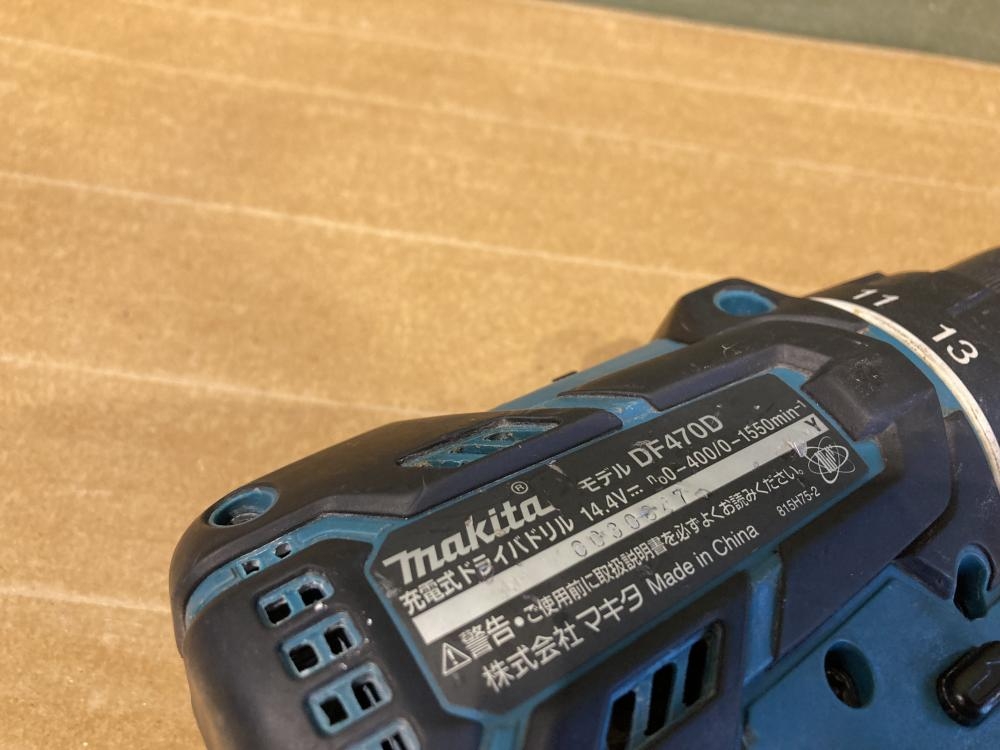 11 13
makita®
モデル DF470D
充電式ドライバドリル 14.4V⎓ n₀0-400/0-1550min⁻¹
Y
⚠警告・ご使用前に取扱説明書を必ずよくお読みください。
株式会社マキタ Made in China 815H75-2